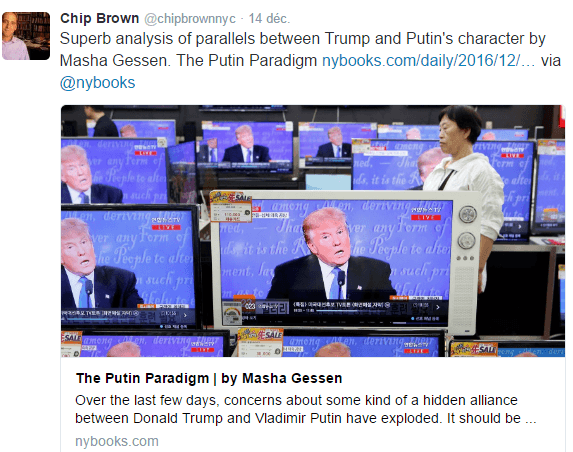 Chip Brown @chipbrownnyc · 14 déc.
Superb analysis of parallels between Trump and Putin's character by
Masha Gessen. The Putin Paradigm nybooks.com/daily/2016/12/… via
@nybooks
LIVE
LIVE
SALE
The Putin Paradigm | by Masha Gessen
Over the last few days, concerns about some kind of a hidden alliance
between Donald Trump and Vladimir Putin have exploded. It should be ...
nybooks.com